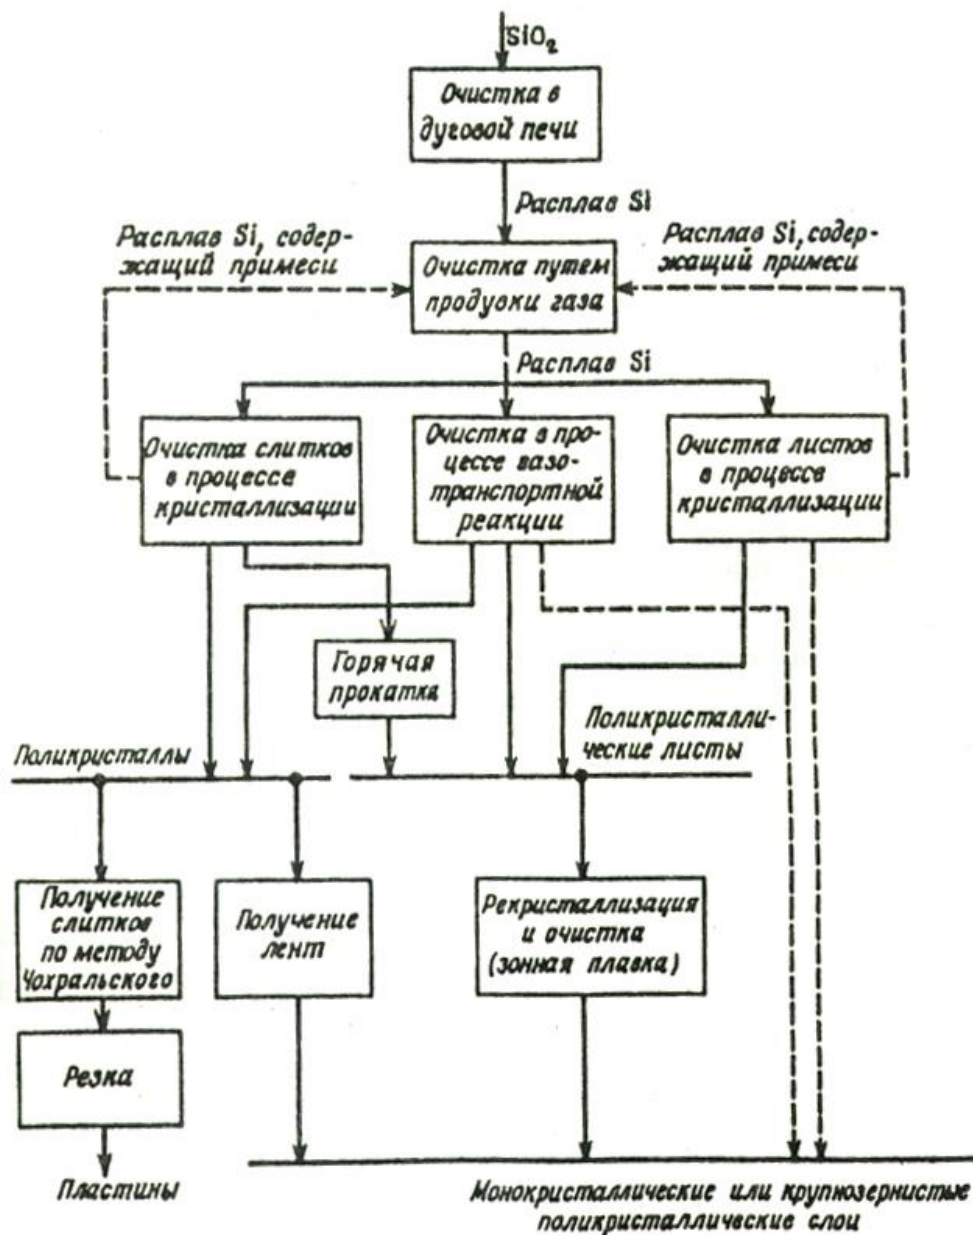 SiO₂
Очистка в
дуговой печи
Расплав Si
Расплав Si, содер-
жащий примеси
Расплав Si, содер-
жащий примеси
Очистка путем
продувки газа
Расплав Si
Очистка слитков
в процессе
кристаллизации
Очистка в про-
цессе вазо-
транспортной
реакции
Очистка листов
в процессе
кристаллизации
Горячая
прокатка
Поликристаллы
Поликристалли-
ческие листы
Получение
слитков
по методу
Чохральского
Получение
лент
Рекристаллизация
и очистка
(зонная плавка)
Резка
Пластины
Монокристаллические или крупнозернистые
поликристаллические слои